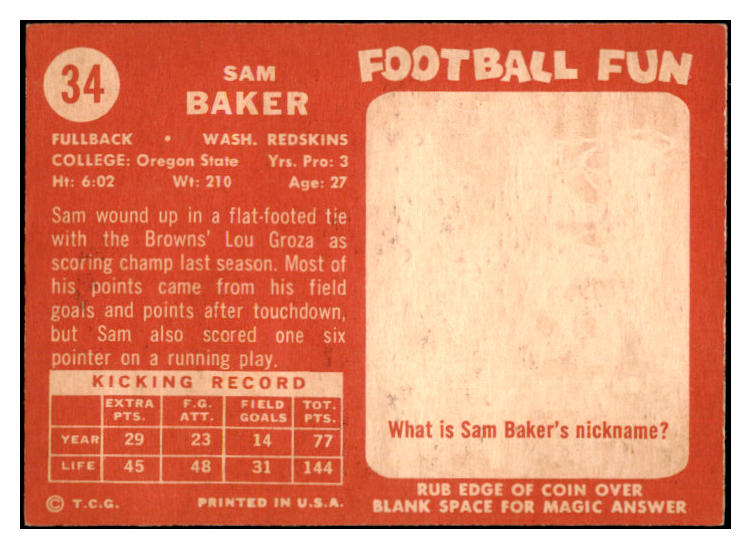 34
SAM
BAKER
FULLBACK • WASH. REDSKINS
COLLEGE: Oregon State Yrs. Pro: 3
Ht: 6:02 Wt: 210 Age: 27
Sam wound up in a flat-footed tie
with the Browns' Lou Groza as
scoring champ last season. Most of
his points came from his field
goals and points after touchdown,
but Sam also scored one six
pointer on a running play.
KICKING RECORD
EXTRA PTS. F.G. ATT. FIELD GOALS TOT. PTS.
YEAR 29 23 14 77
LIFE 45 48 31 144
© T.C.G. PRINTED IN U.S.A.
FOOTBALL FUN
What is Sam Baker's nickname?
RUB EDGE OF COIN OVER
BLANK SPACE FOR MAGIC ANSWER